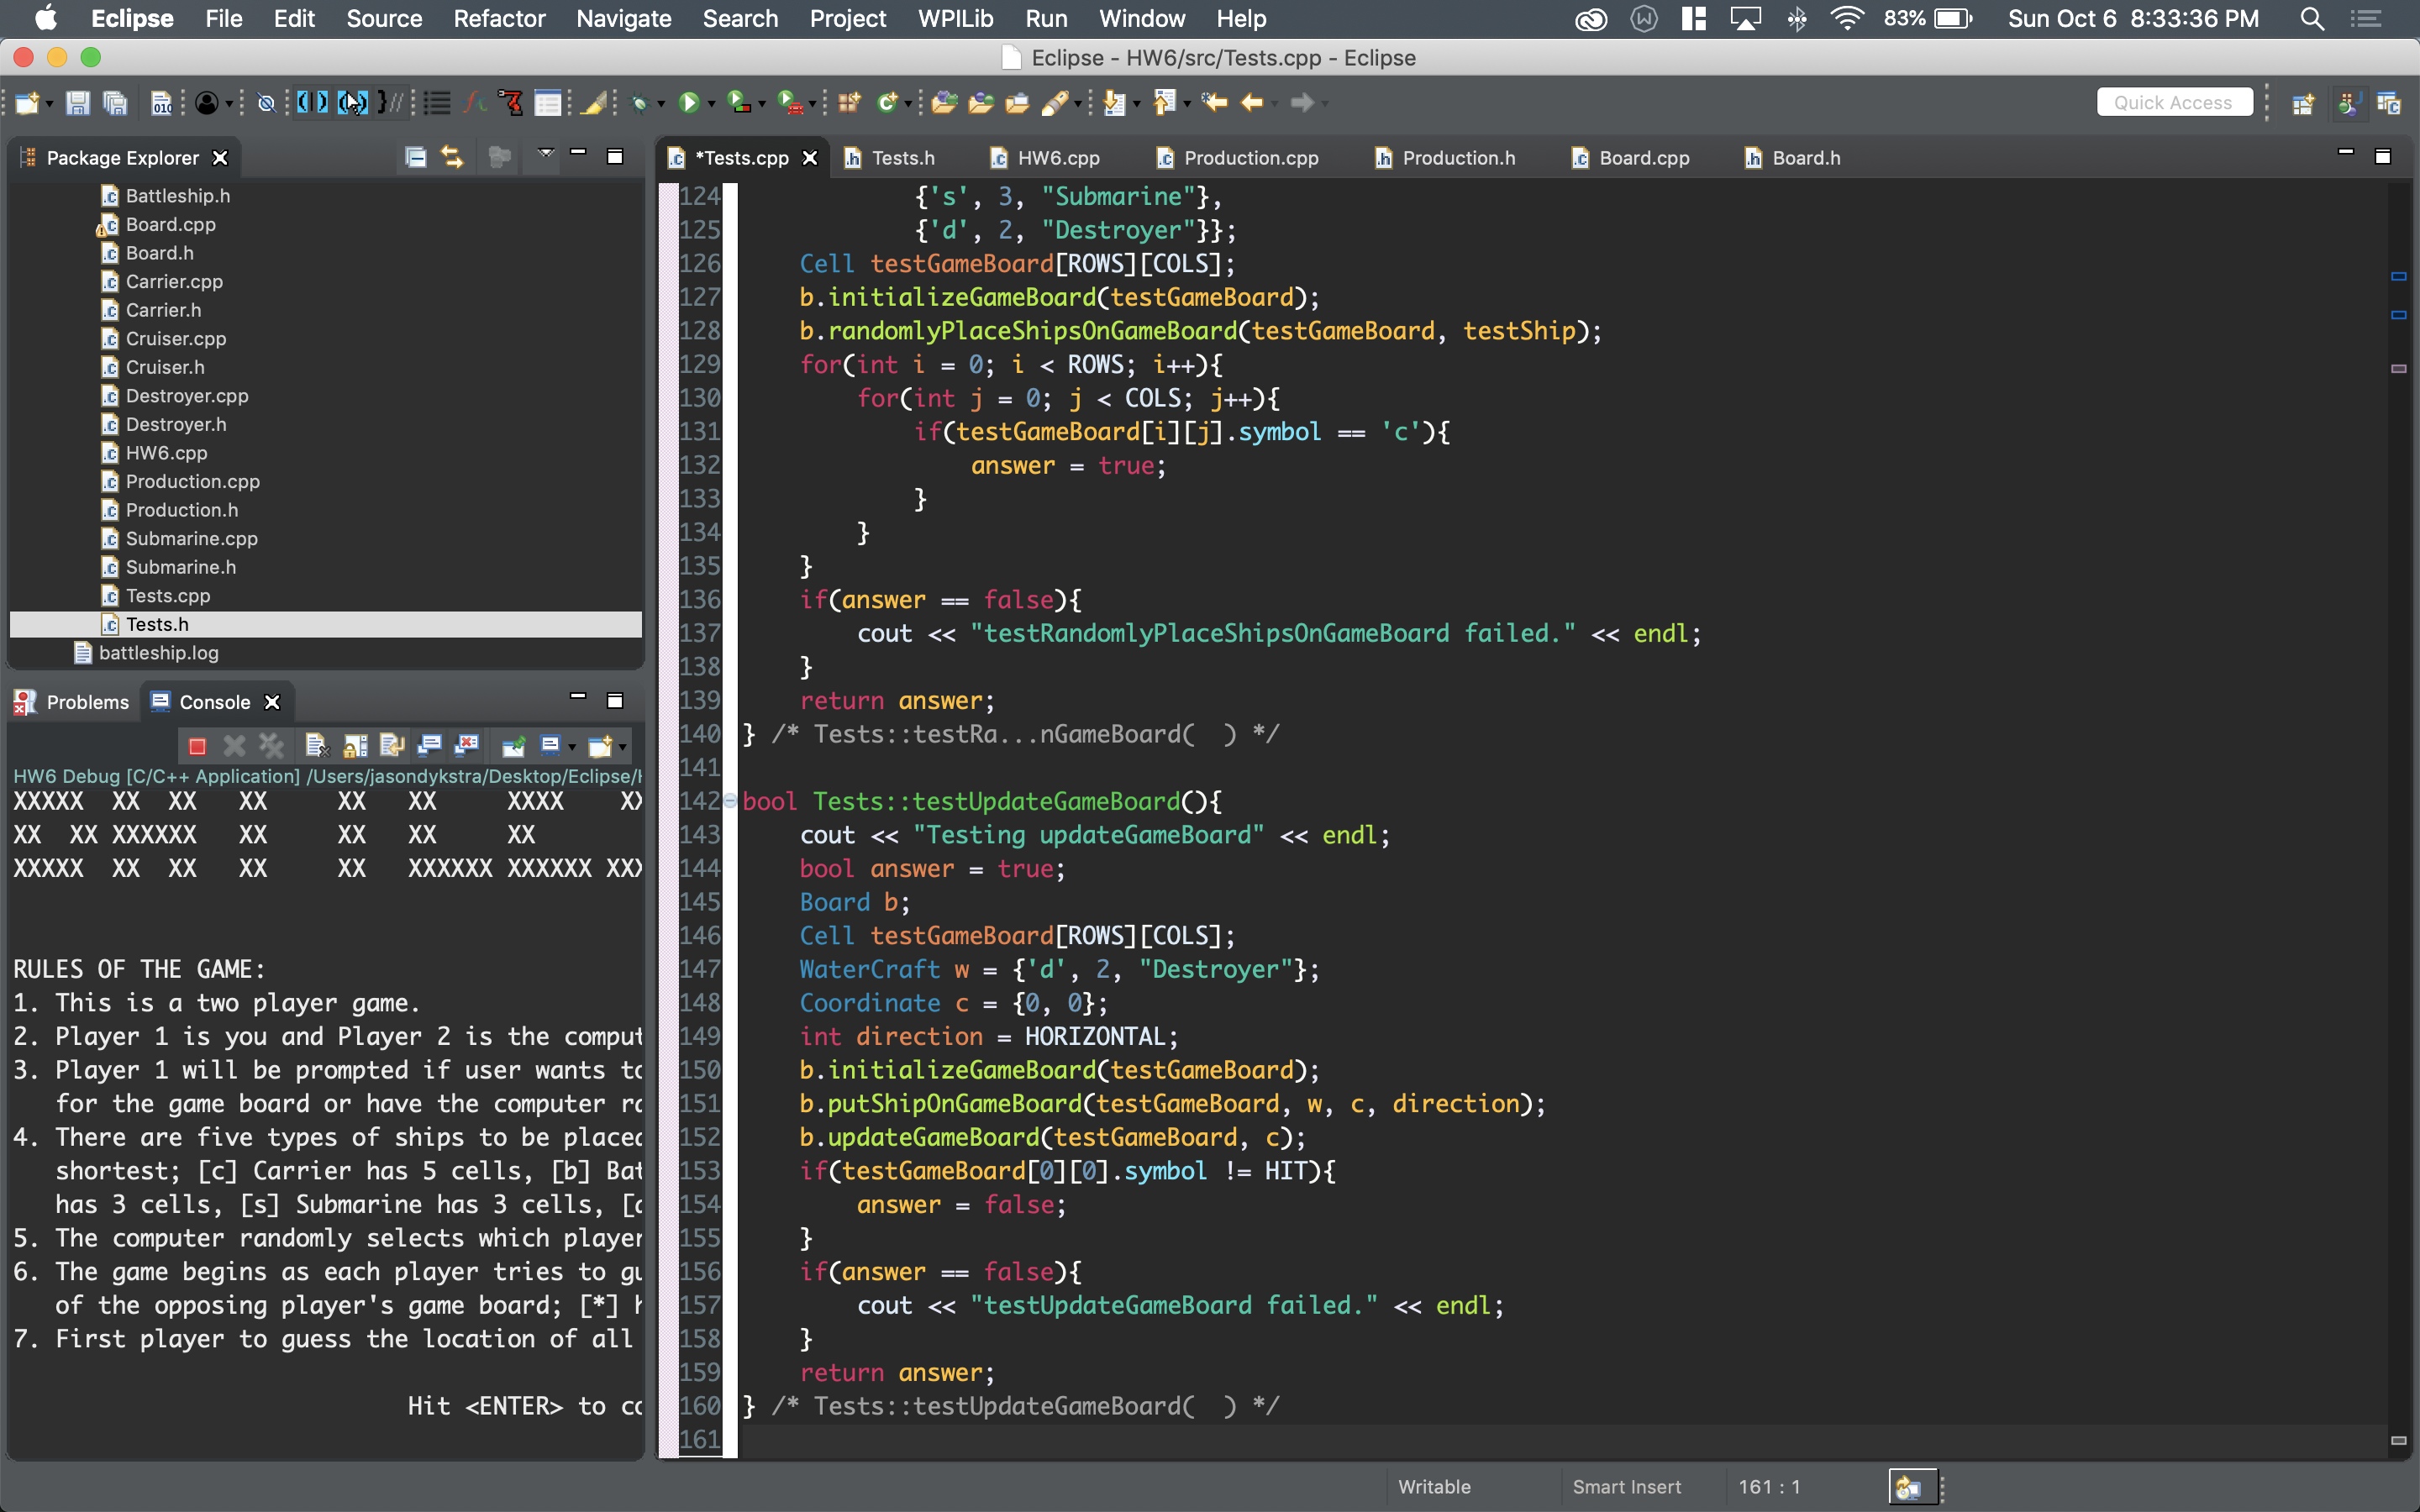 Eclipse File Edit Source Refactor Navigate Search Project WPILib Run Window Help 83% Sun Oct 6 8:33:36 PM
Eclipse - HW6/src/Tests.cpp - Eclipse
Quick Access
Package Explorer
Battleship.h
Board.cpp
Board.h
Carrier.cpp
Carrier.h
Cruiser.cpp
Cruiser.h
Destroyer.cpp
Destroyer.h
HW6.cpp
Production.cpp
Production.h
Submarine.cpp
Submarine.h
Tests.cpp
Tests.h
battleship.log
Problems Console
HW6 Debug [C/C++ Application] /Users/jasondykstra/Desktop/Eclipse/
XXXXX  XX  XX   XX     XX   XX     XXXX    XX
XX  XX XXXXXX   XX     XX   XX     XX
XXXXX  XX  XX   XX     XX   XXXXXX XXXXXX XXX
RULES OF THE GAME:
1. This is a two player game.
2. Player 1 is you and Player 2 is the comput
3. Player 1 will be prompted if user wants to
for the game board or have the computer ra
4. There are five types of ships to be placed
shortest; [c] Carrier has 5 cells, [b] Bat
has 3 cells, [s] Submarine has 3 cells, [d
5. The computer randomly selects which player
6. The game begins as each player tries to gu
of the opposing player's game board; [*] h
7. First player to guess the location of all
Hit <ENTER> to co
*Tests.cpp Tests.h HW6.cpp Production.cpp Production.h Board.cpp Board.h
124             {'s', 3, "Submarine"},
125             {'d', 2, "Destroyer"}};
126     Cell testGameBoard[ROWS][COLS];
127     b.initializeGameBoard(testGameBoard);
128     b.randomlyPlaceShipsOnGameBoard(testGameBoard, testShip);
129     for(int i = 0; i < ROWS; i++){
130         for(int j = 0; j < COLS; j++){
131             if(testGameBoard[i][j].symbol == 'c'){
132                 answer = true;
133             }
134         }
135     }
136     if(answer == false){
137         cout << "testRandomlyPlaceShipsOnGameBoard failed." << endl;
138     }
139     return answer;
140 } /* Tests::testRa...nGameBoard(  ) */
141
142 bool Tests::testUpdateGameBoard(){
143     cout << "Testing updateGameBoard" << endl;
144     bool answer = true;
145     Board b;
146     Cell testGameBoard[ROWS][COLS];
147     WaterCraft w = {'d', 2, "Destroyer"};
148     Coordinate c = {0, 0};
149     int direction = HORIZONTAL;
150     b.initializeGameBoard(testGameBoard);
151     b.putShipOnGameBoard(testGameBoard, w, c, direction);
152     b.updateGameBoard(testGameBoard, c);
153     if(testGameBoard[0][0].symbol != HIT){
154         answer = false;
155     }
156     if(answer == false){
157         cout << "testUpdateGameBoard failed." << endl;
158     }
159     return answer;
160 } /* Tests::testUpdateGameBoard(  ) */
161
Writable Smart Insert 161 : 1